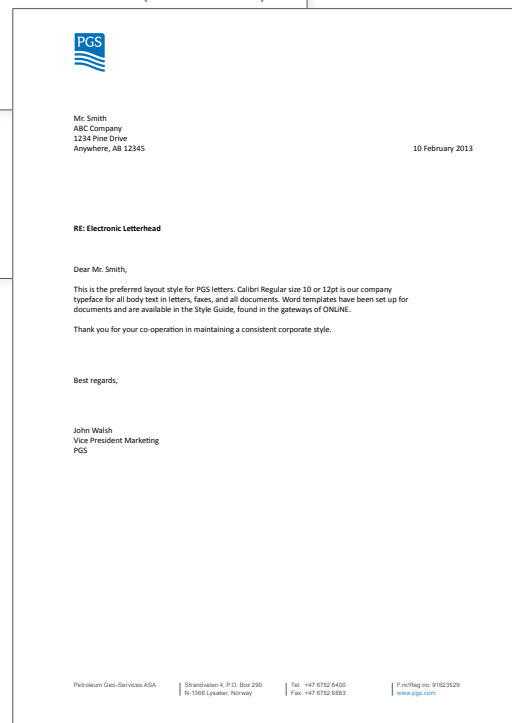 PGS
Mr. Smith
ABC Company
1234 Pine Drive
Anywhere, AB 12345
10 February 2013
RE: Electronic Letterhead
Dear Mr. Smith,
This is the preferred layout style for PGS letters. Calibri Regular size 10 or 12pt is our company
typeface for all body text in letters, faxes, and all documents. Word templates have been set up for
documents and are available in the Style Guide, found in the gateways of ONLiNE.
Thank you for your co-operation in maintaining a consistent corporate style.
Best regards,
John Walsh
Vice President Marketing
PGS
Petroleum Geo-Services ASA
Strandveien 4, P.O. Box 290
N-1366 Lysaker, Norway
Tel: +47 6752 6400
Fax: +47 6752 6883
F.nr/Reg.no: 91623529
www.pgs.com